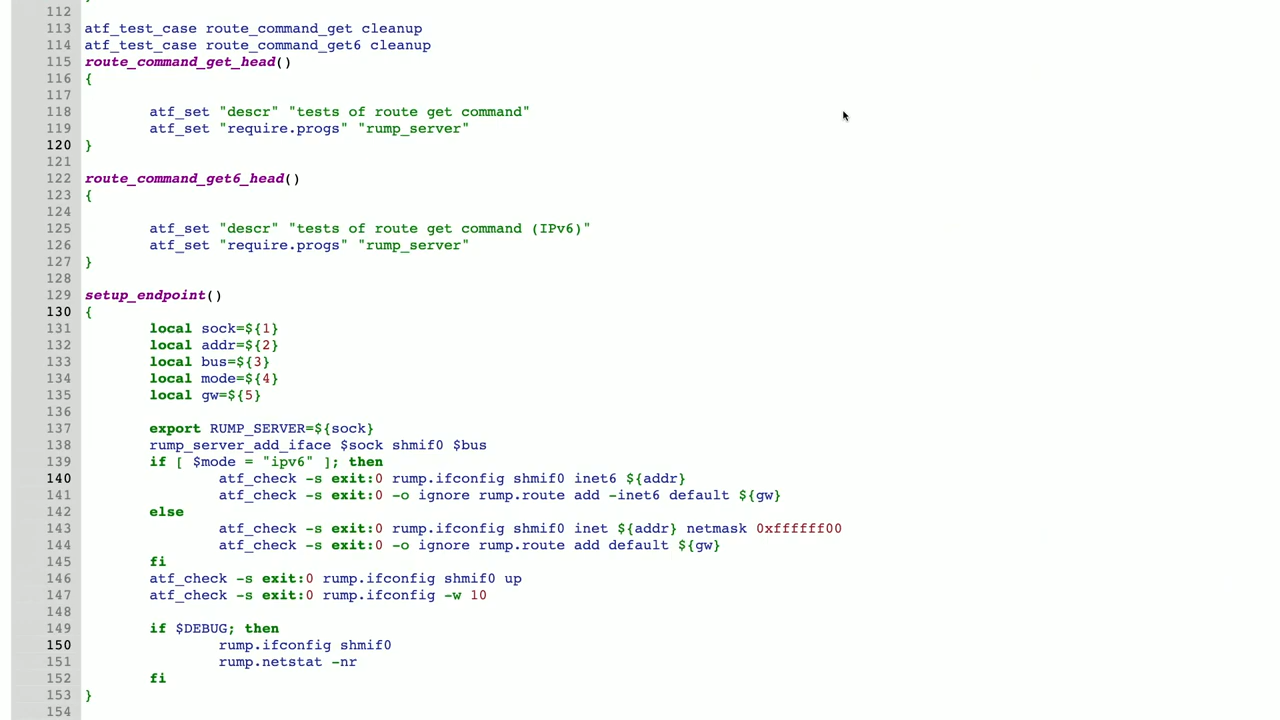 112
113 atf_test_case route_command_get cleanup
114 atf_test_case route_command_get6 cleanup
115 route_command_get_head()
116 {
117
118 atf_set "descr" "tests of route get command"
119 atf_set "require.progs" "rump_server"
120 }
121
122 route_command_get6_head()
123 {
124
125 atf_set "descr" "tests of route get command (IPv6)"
126 atf_set "require.progs" "rump_server"
127 }
128
129 setup_endpoint()
130 {
131 local sock=${1}
132 local addr=${2}
133 local bus=${3}
134 local mode=${4}
135 local gw=${5}
136
137 export RUMP_SERVER=${sock}
138 rump_server_add_iface $sock shmif0 $bus
139 if [ $mode = "ipv6" ]; then
140 atf_check -s exit:0 rump.ifconfig shmif0 inet6 ${addr}
141 atf_check -s exit:0 -o ignore rump.route add -inet6 default ${gw}
142 else
143 atf_check -s exit:0 rump.ifconfig shmif0 inet ${addr} netmask 0xffffff00
144 atf_check -s exit:0 -o ignore rump.route add default ${gw}
145 fi
146 atf_check -s exit:0 rump.ifconfig shmif0 up
147 atf_check -s exit:0 rump.ifconfig -w 10
148
149 if $DEBUG; then
150 rump.ifconfig shmif0
151 rump.netstat -nr
152 fi
153 }
154